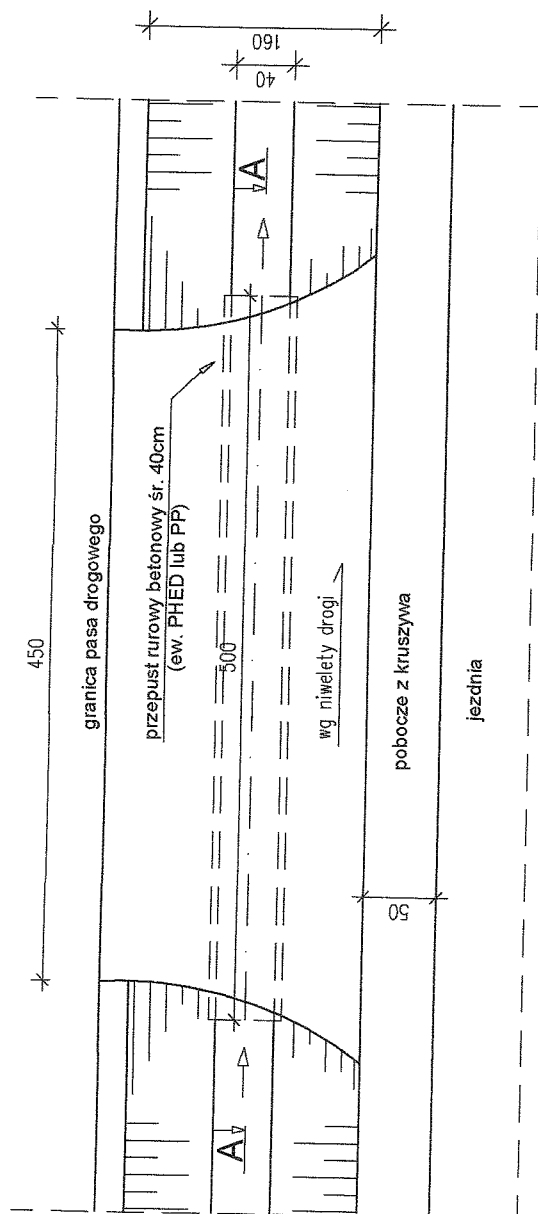 450
granica pasa drogowego
przepust rurowy betonowy śr. 40cm
(ew. PHED lub PP)
500
wg niwelety drogi
pobocze z kruszywa
jezdnia
50
A
A
40
160